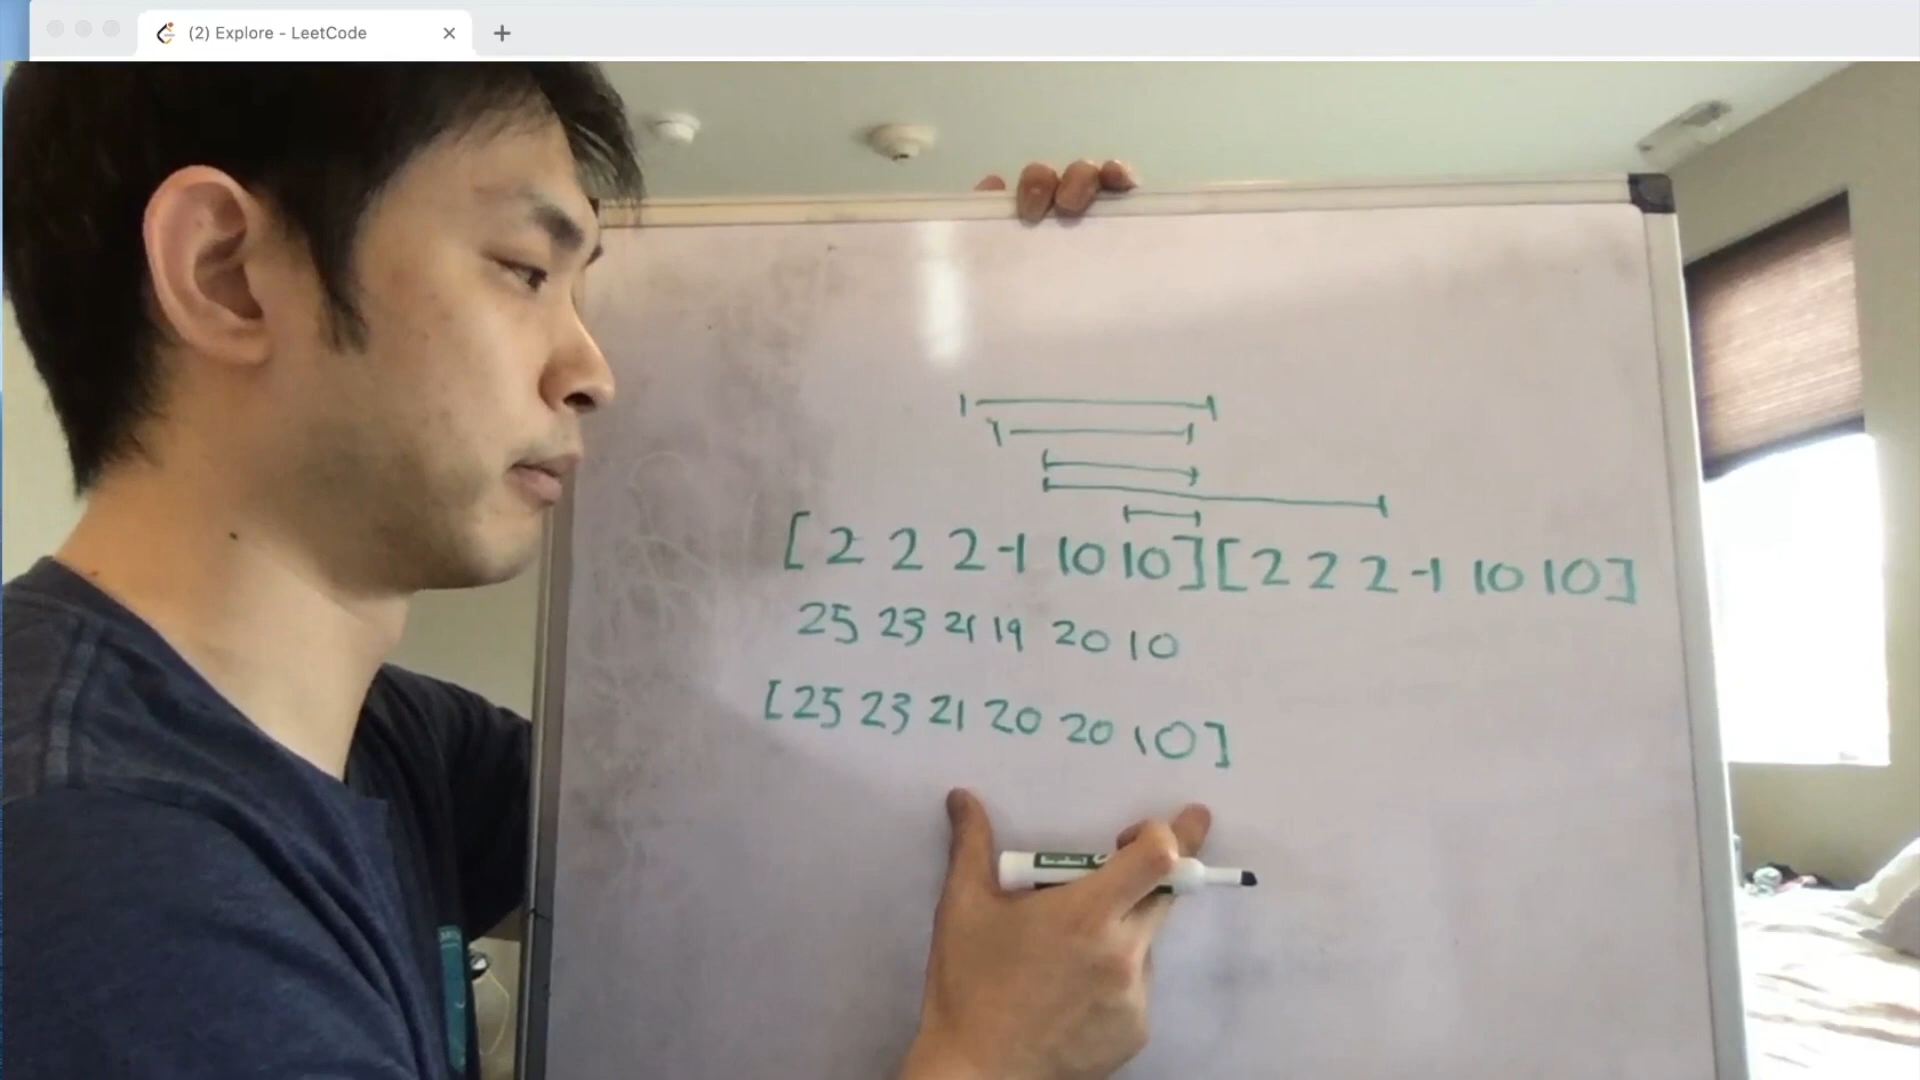 (2) Explore - LeetCode
[ 2 2 2 -1 10 10 ] [ 2 2 2 -1 10 10 ]
25 23 21 19 20 10
[ 25 23 21 20 20 10 ]